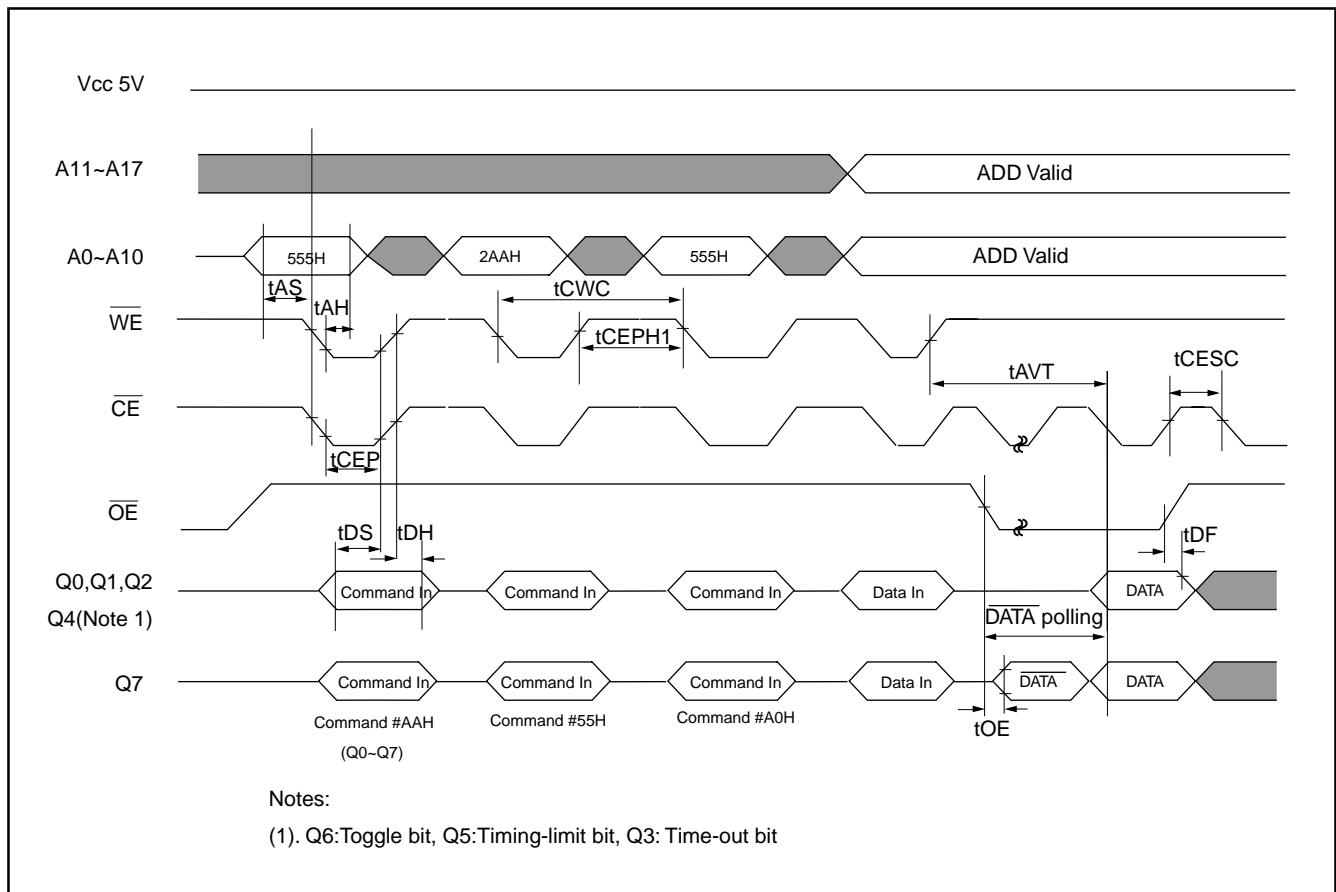 Vcc 5V
A11~A17
ADD Valid
A0~A10
555H
2AAH
555H
ADD Valid
tAS
tAH
tCWC
WE
tCEPH1
tAVT
tCESC
CE
tCEP
OE
tDS
tDH
tDF
Q0,Q1,Q2
Command In
Command In
Command In
Data In
DATA
Q4(Note 1)
DATA polling
Q7
Command In
Command In
Command In
Data In
DATA
DATA
Command #AAH
Command #55H
Command #A0H
tOE
(Q0~Q7)
Notes:
(1). Q6:Toggle bit, Q5:Timing-limit bit, Q3: Time-out bit